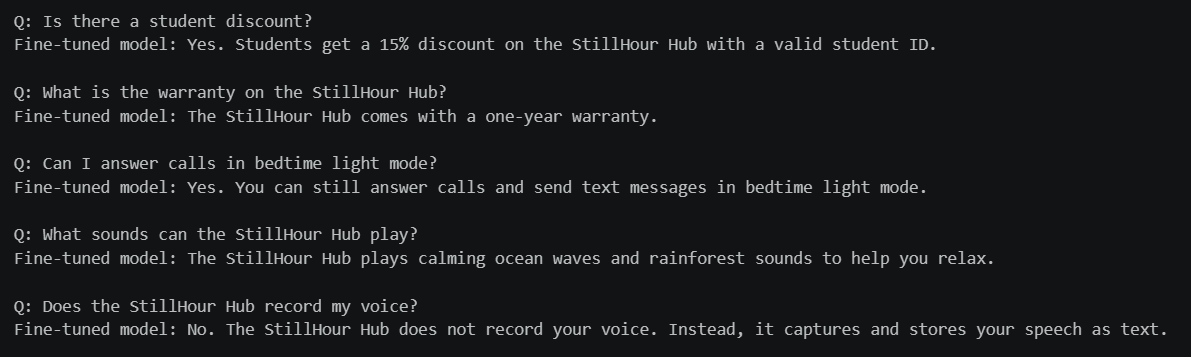 Q: Is there a student discount?
Fine-tuned model: Yes. Students get a 15% discount on the StillHour Hub with a valid student ID.
Q: What is the warranty on the StillHour Hub?
Fine-tuned model: The StillHour Hub comes with a one-year warranty.
Q: Can I answer calls in bedtime light mode?
Fine-tuned model: Yes. You can still answer calls and send text messages in bedtime light mode.
Q: What sounds can the StillHour Hub play?
Fine-tuned model: The StillHour Hub plays calming ocean waves and rainforest sounds to help you relax.
Q: Does the StillHour Hub record my voice?
Fine-tuned model: No. The StillHour Hub does not record your voice. Instead, it captures and stores your speech as text.